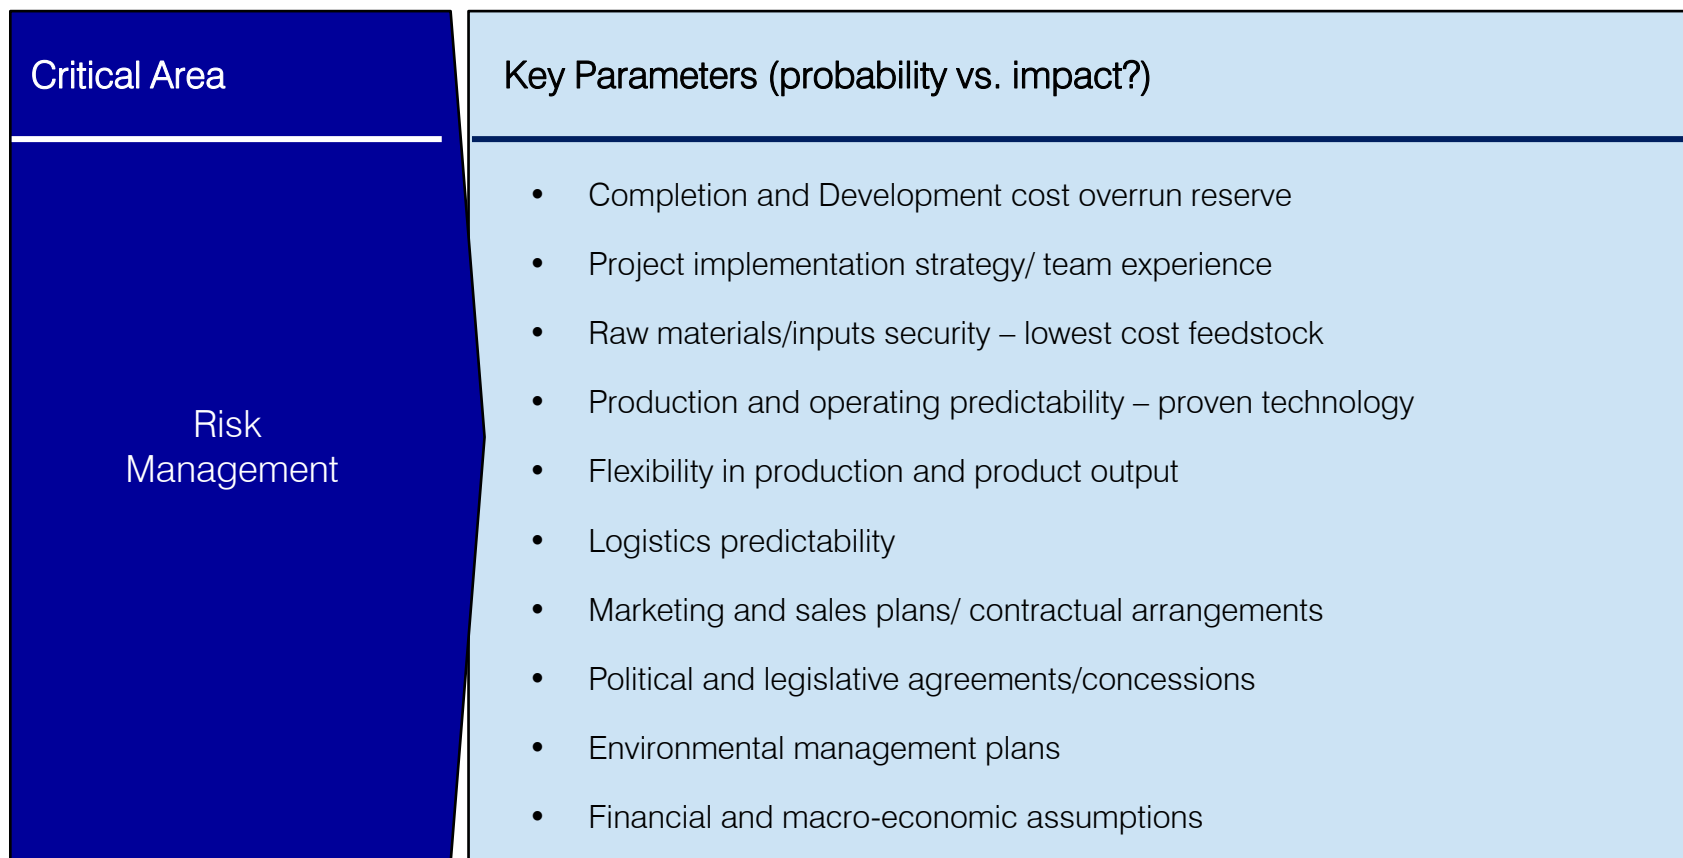 Critical Area
Key Parameters (probability vs. impact?)
Risk
Management
• Completion and Development cost overrun reserve
• Project implementation strategy/ team experience
• Raw materials/inputs security – lowest cost feedstock
• Production and operating predictability – proven technology
• Flexibility in production and product output
• Logistics predictability
• Marketing and sales plans/ contractual arrangements
• Political and legislative agreements/concessions
• Environmental management plans
• Financial and macro-economic assumptions